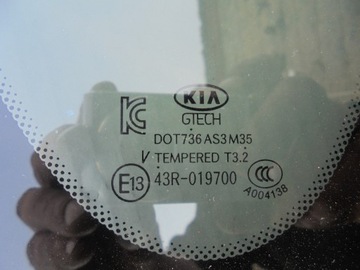 KIA
GTECH
DOT736 AS3 M35
V TEMPERED T3.2
E13 43R-019700
A004138